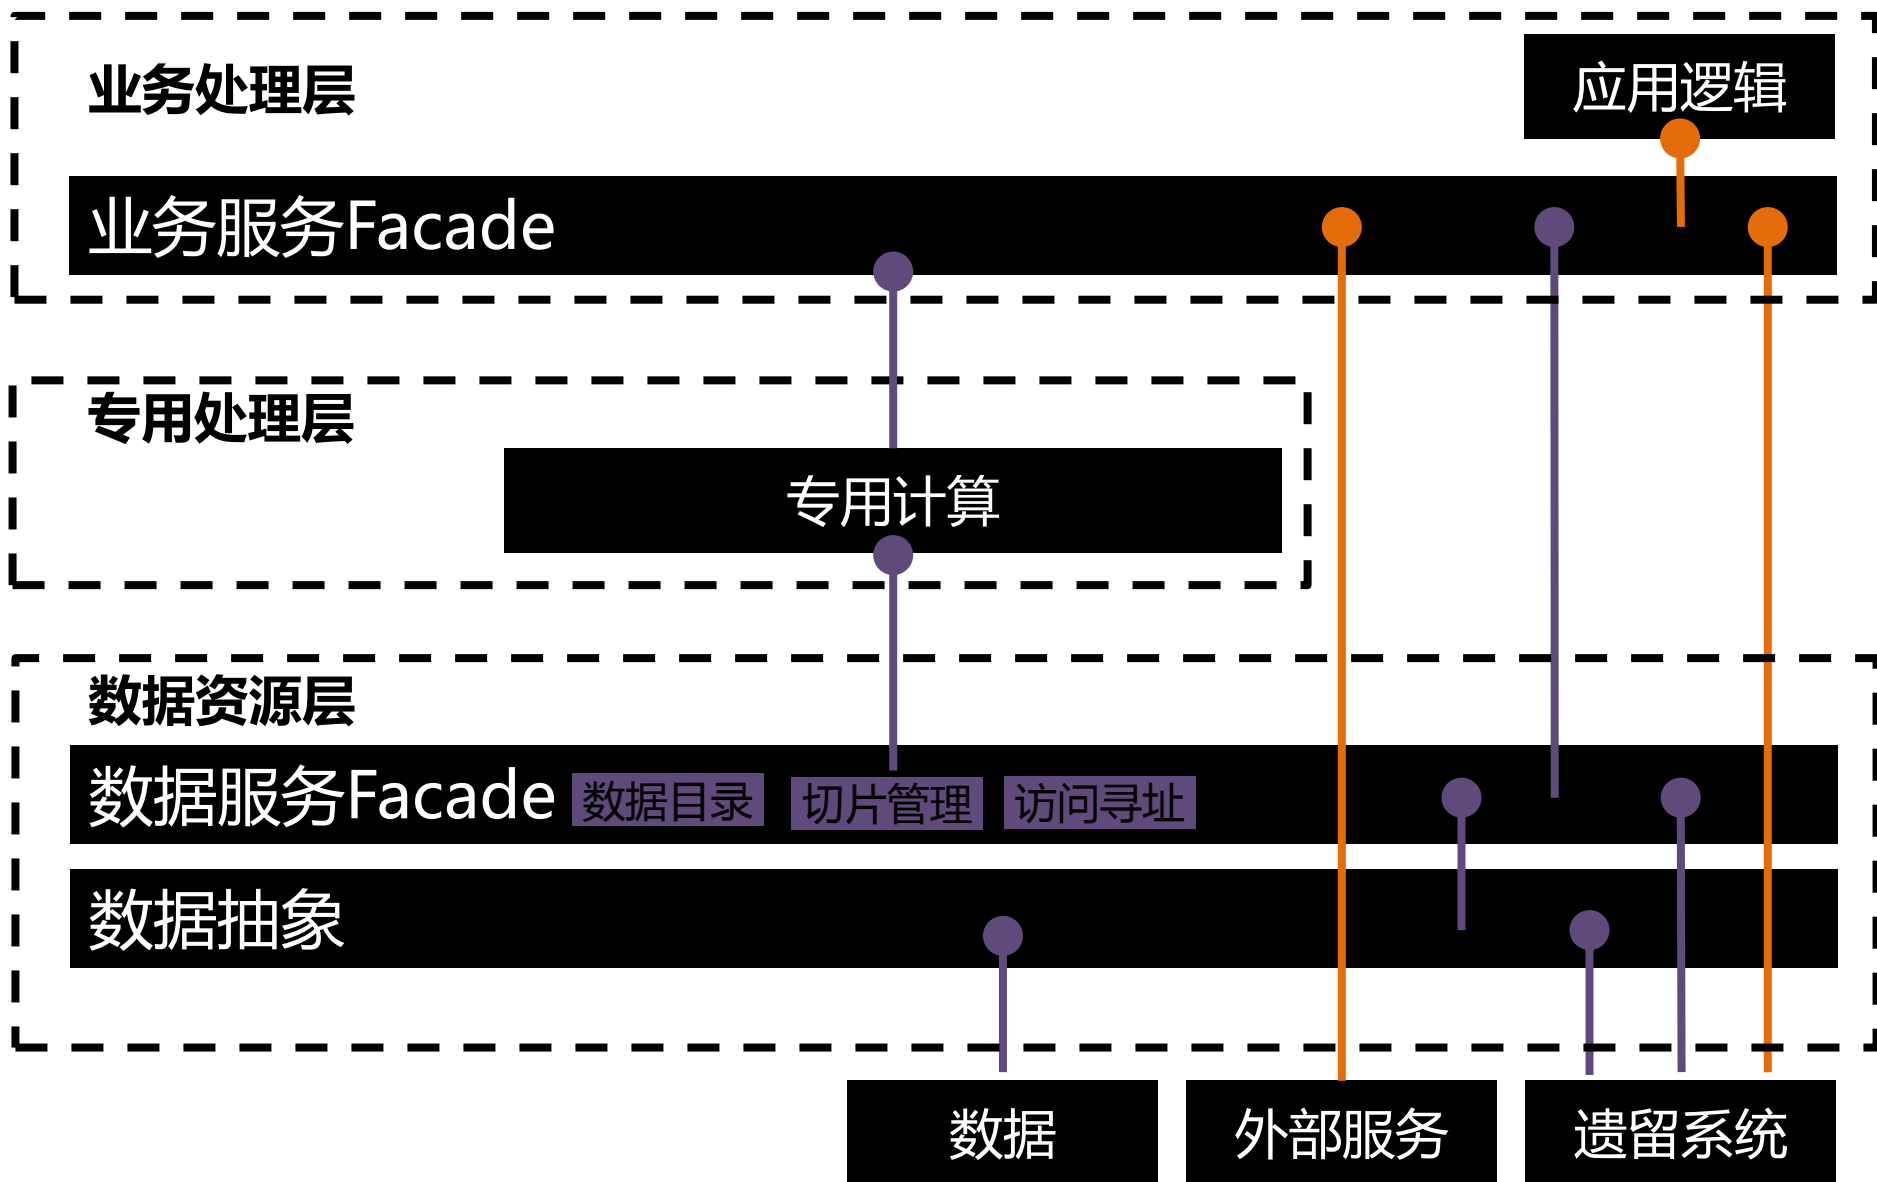 业务处理层
应用逻辑
业务服务Facade
专用处理层
专用计算
数据资源层
数据服务Facade 数据目录 切片管理 访问寻址
数据抽象
数据 外部服务 遗留系统